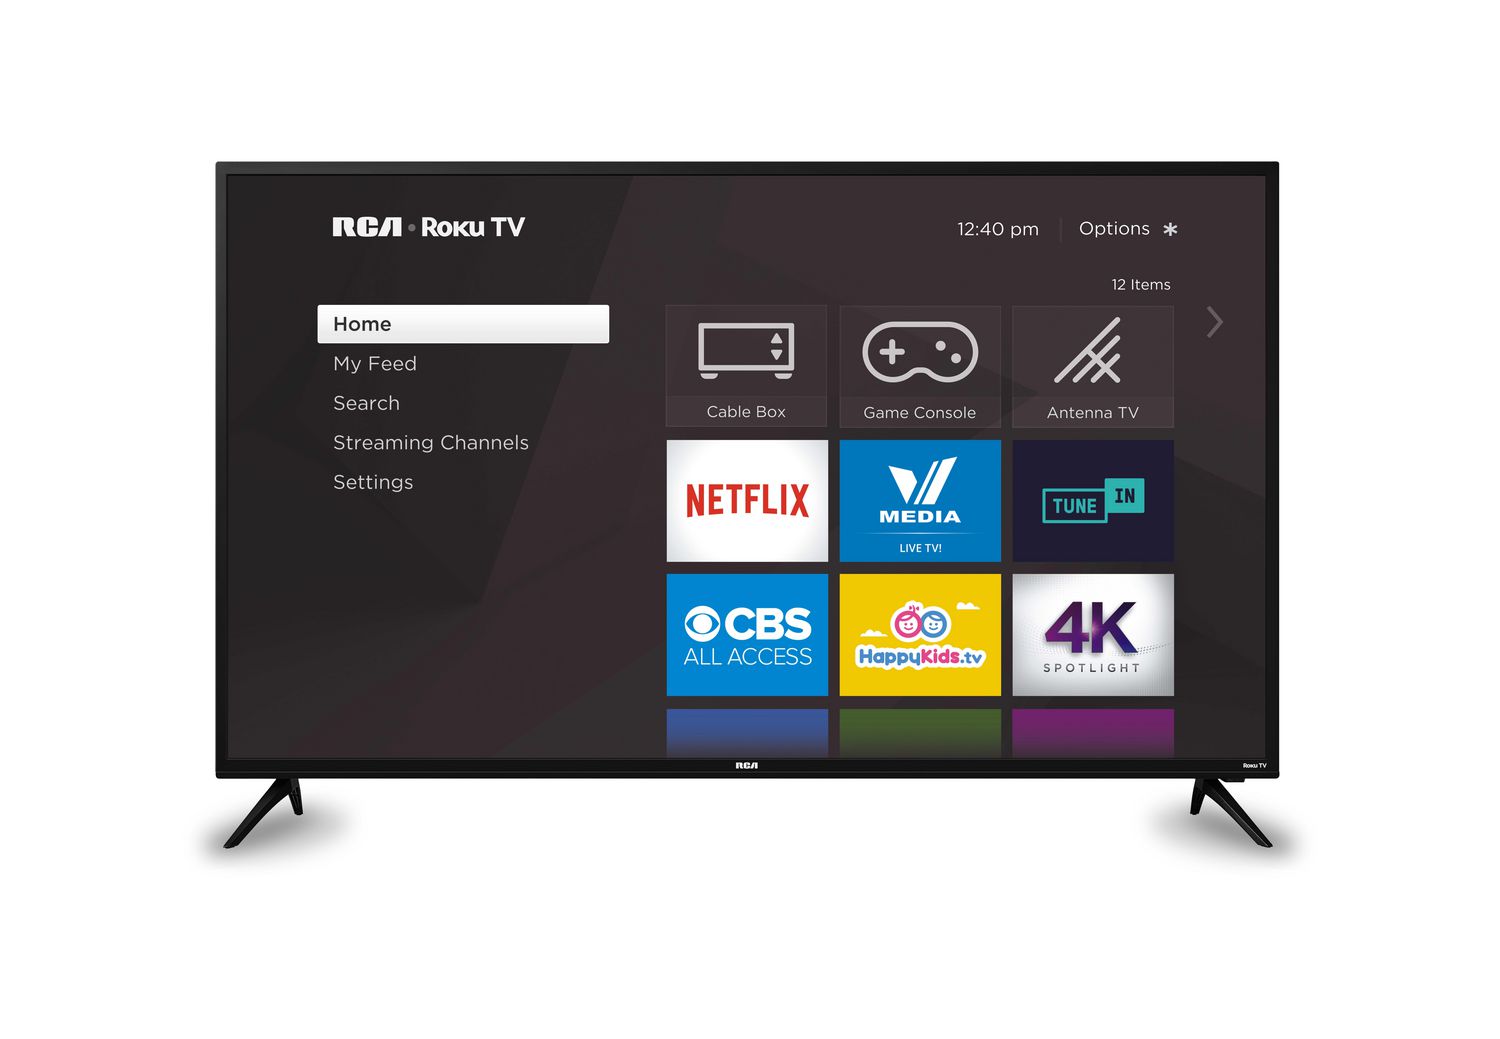 RCA • Roku TV
12:40 pm
Options *
12 Items
Home
My Feed
Search
Streaming Channels
Settings
Cable Box
Game Console
Antenna TV
NETFLIX
V
MEDIA
LIVE TV!
TUNE IN
CBS
ALL ACCESS
HappyKids.tv
4K
SPOTLIGHT
RCA
Roku TV